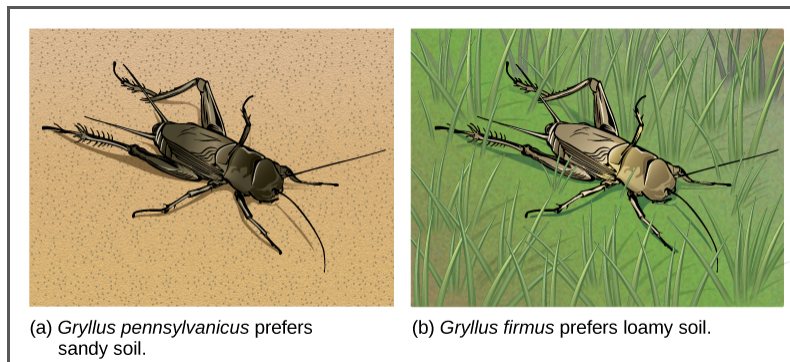 (a) Gryllus pennsylvanicus prefers
sandy soil.
(b) Gryllus firmus prefers loamy soil.